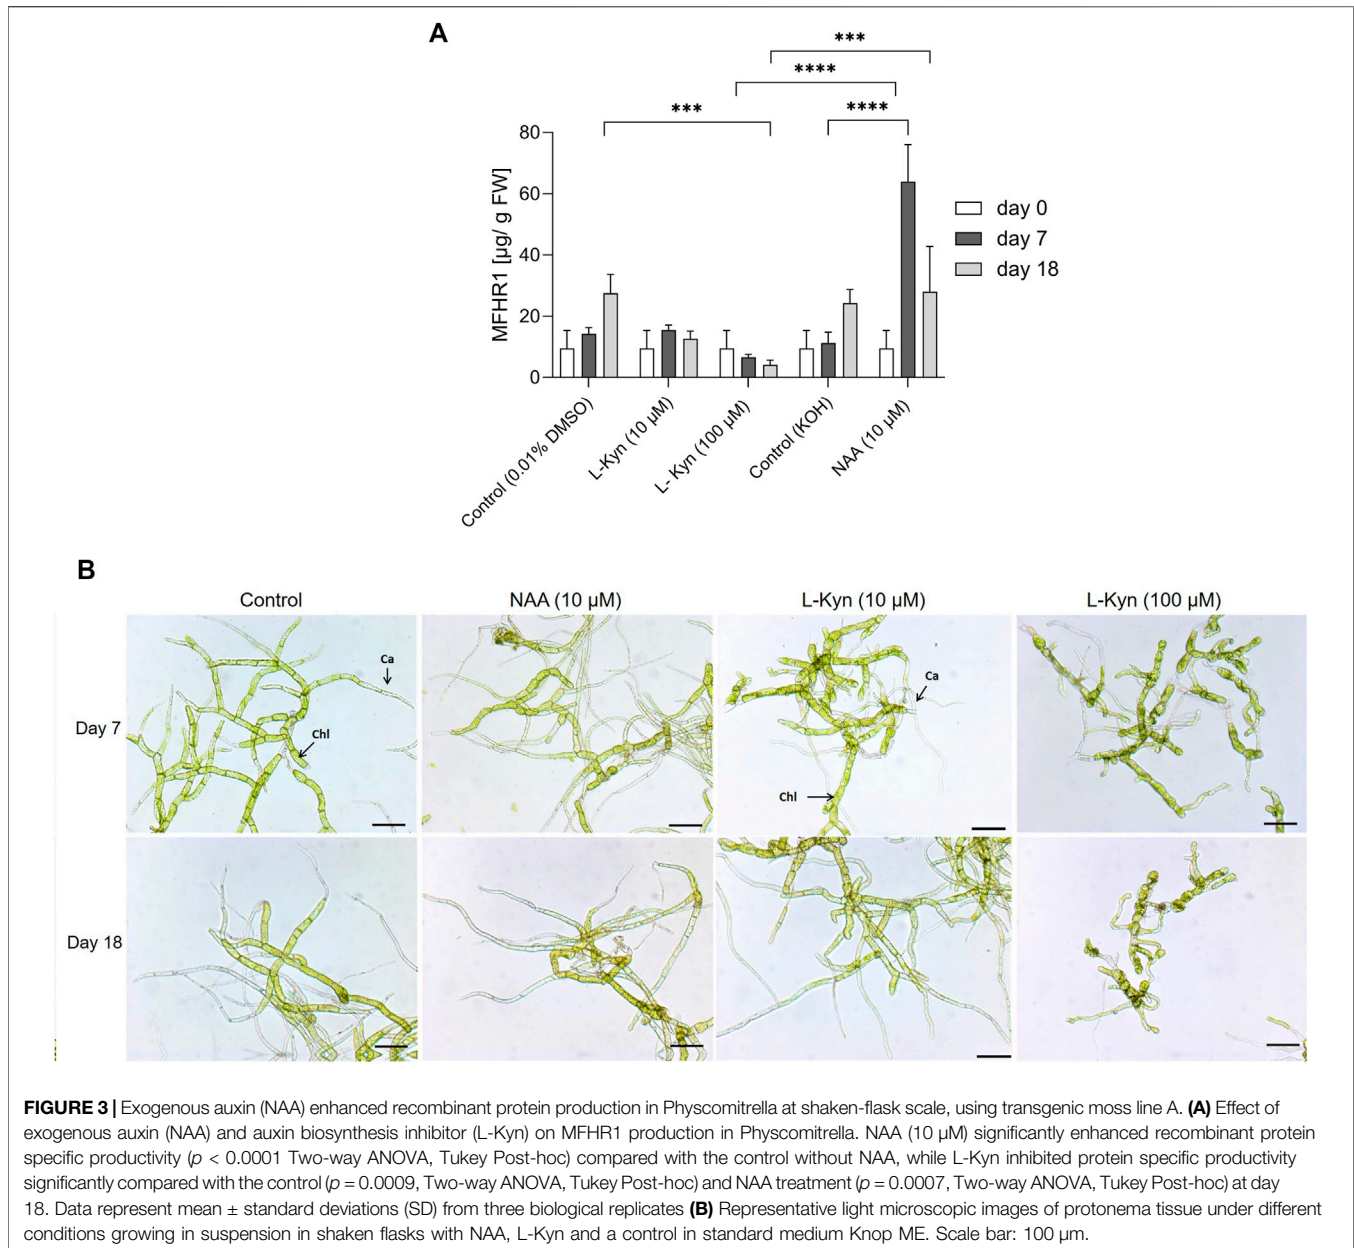 A
***
****
***
****
80
60
40
20
0
MFHR1 [µg/ g FW]
day 0
day 7
day 18
Control (0.01% DMSO)
L-Kyn (10 µM)
L- Kyn (100 µM)
Control (KOH)
NAA (10 µM)
B
Control
NAA (10 µM)
L-Kyn (10 µM)
L-Kyn (100 µM)
Day 7
Ca
Chl
Ca
Chl
Day 18
FIGURE 3 | Exogenous auxin (NAA) enhanced recombinant protein production in Physcomitrella at shaken-flask scale, using transgenic moss line A. (A) Effect of
exogenous auxin (NAA) and auxin biosynthesis inhibitor (L-Kyn) on MFHR1 production in Physcomitrella. NAA (10 µM) significantly enhanced recombinant protein
specific productivity (p < 0.0001 Two-way ANOVA, Tukey Post-hoc) compared with the control without NAA, while L-Kyn inhibited protein specific productivity
significantly compared with the control (p = 0.0009, Two-way ANOVA, Tukey Post-hoc) and NAA treatment (p = 0.0007, Two-way ANOVA, Tukey Post-hoc) at day
18. Data represent mean ± standard deviations (SD) from three biological replicates (B) Representative light microscopic images of protonema tissue under different
conditions growing in suspension in shaken flasks with NAA, L-Kyn and a control in standard medium Knop ME. Scale bar: 100 µm.